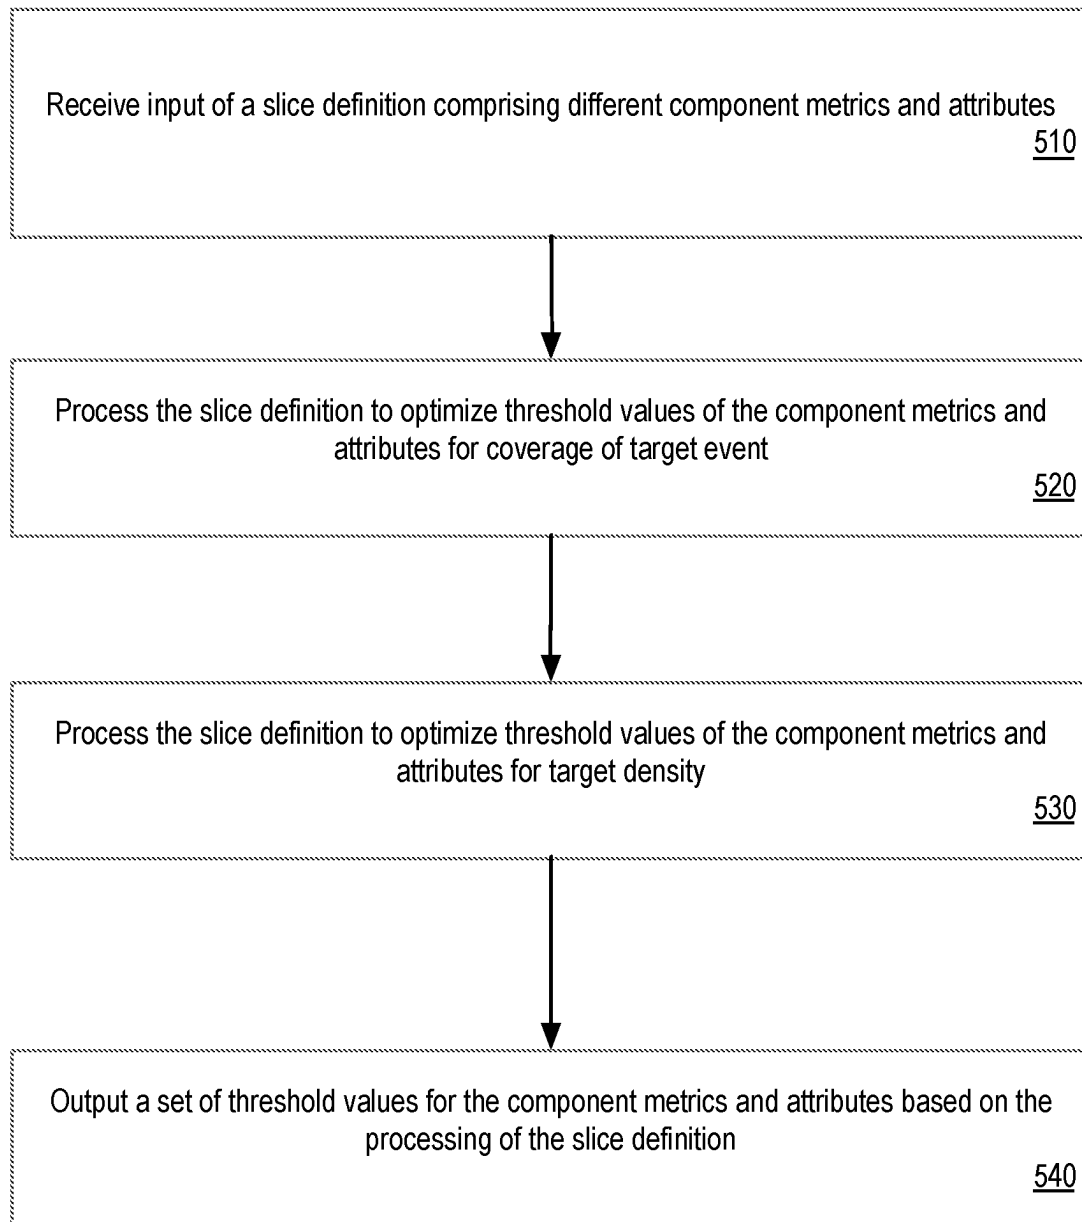 Receive input of a slice definition comprising different component metrics and attributes
510
Process the slice definition to optimize threshold values of the component metrics and
attributes for coverage of target event
520
Process the slice definition to optimize threshold values of the component metrics and
attributes for target density
530
Output a set of threshold values for the component metrics and attributes based on the
processing of the slice definition
540